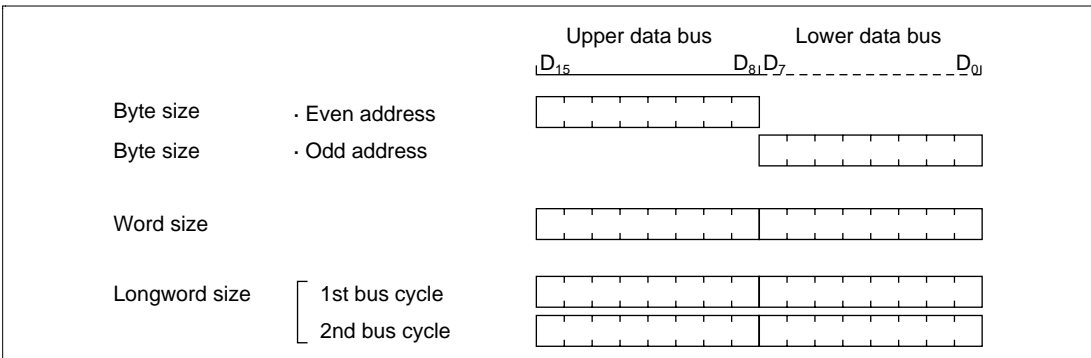 Upper data bus Lower data bus
D15 D8 D7 D0
Byte size · Even address
Byte size · Odd address
Word size
Longword size 1st bus cycle
2nd bus cycle